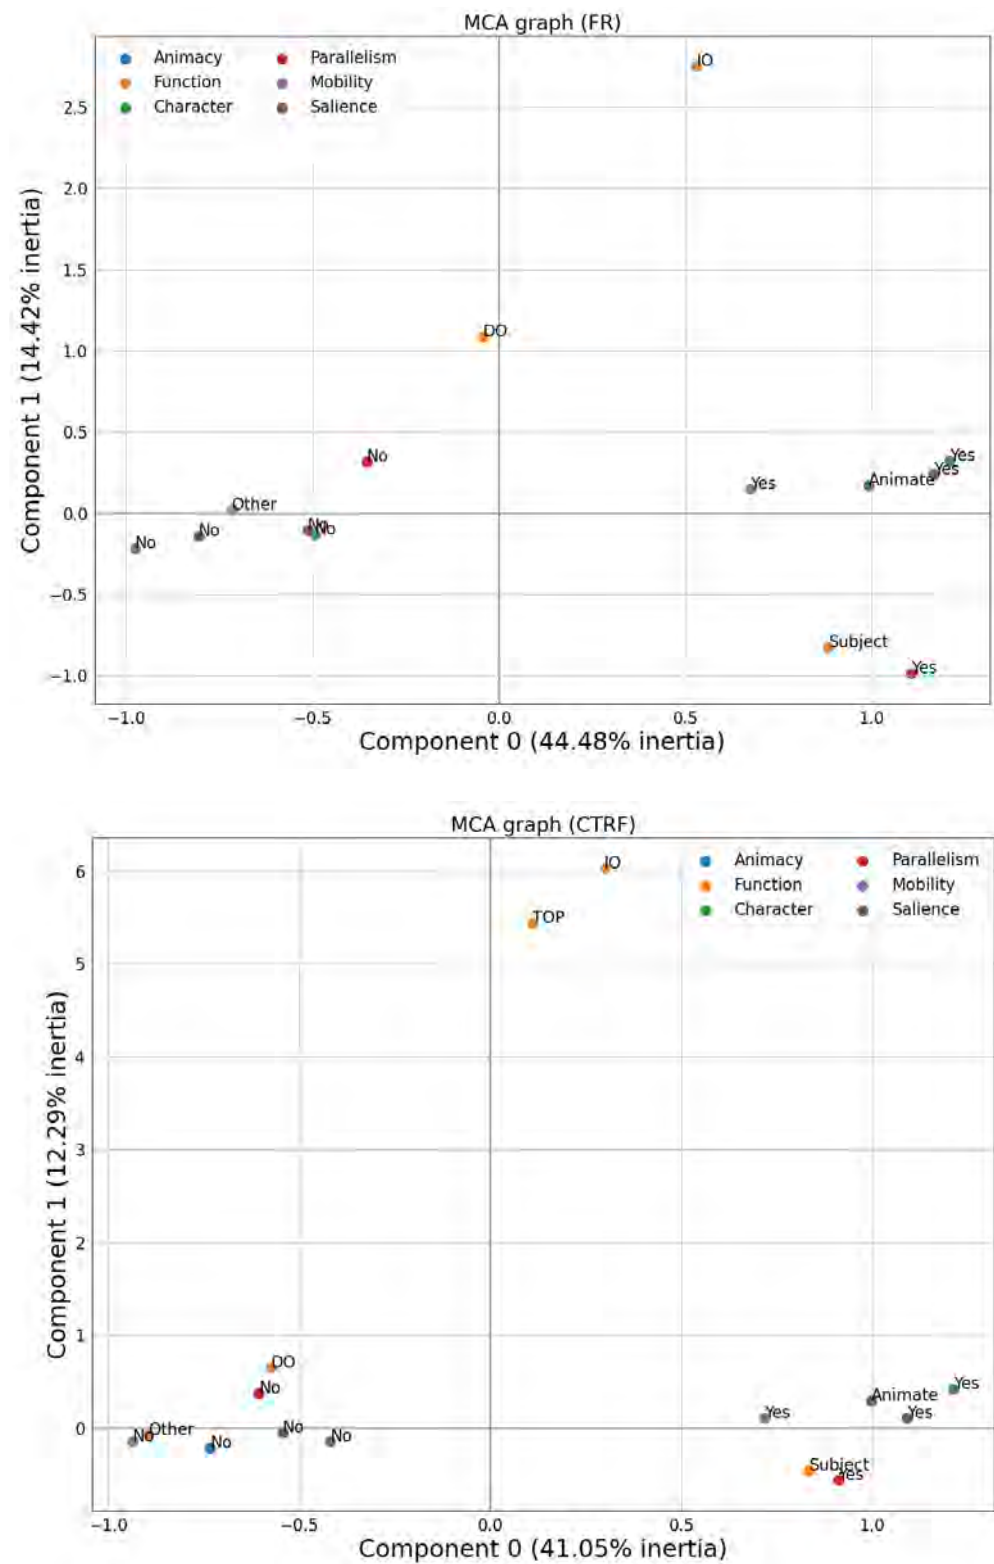 MCA graph (FR)
Animacy
Function
Character
Parallelism
Mobility
Salience
IO
2.5
2.0
1.5
DO
1.0
0.5
No
Yes
Animate
Yes
Yes
Other
0.0
No
No
No
No
−0.5
Subject
−1.0
Yes
−1.0 −0.5 0.0 0.5 1.0
Component 1 (14.42% inertia)
Component 0 (44.48% inertia)
MCA graph (CTRF)
Animacy
Function
Character
Parallelism
Mobility
Salience
6
IO
TOP
5
4
3
2
1
DO
No
Yes
Animate
Yes
Yes
0
No
Other
No
No
No
Subject
Yes
−1.0 −0.5 0.0 0.5 1.0
Component 1 (12.29% inertia)
Component 0 (41.05% inertia)